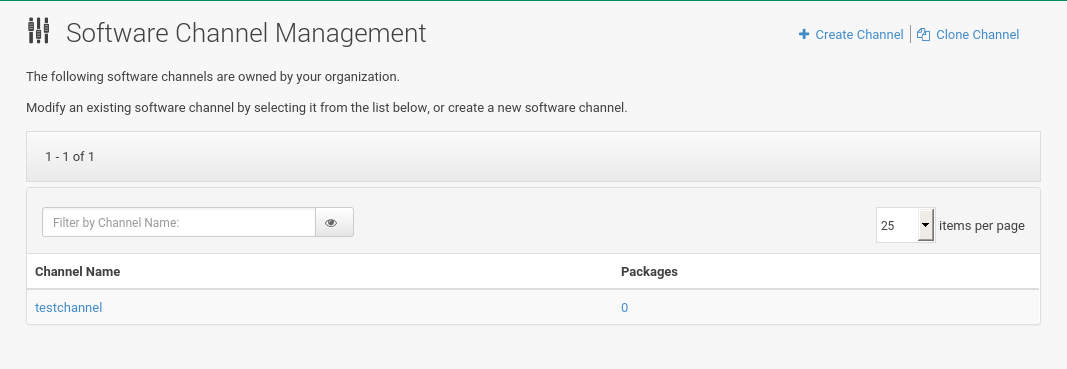 Software Channel Management
Create Channel
Clone Channel
The following software channels are owned by your organization.
Modify an existing software channel by selecting it from the list below, or create a new software channel.
1 - 1 of 1
Filter by Channel Name:
25
items per page
Channel Name
Packages
testchannel
0